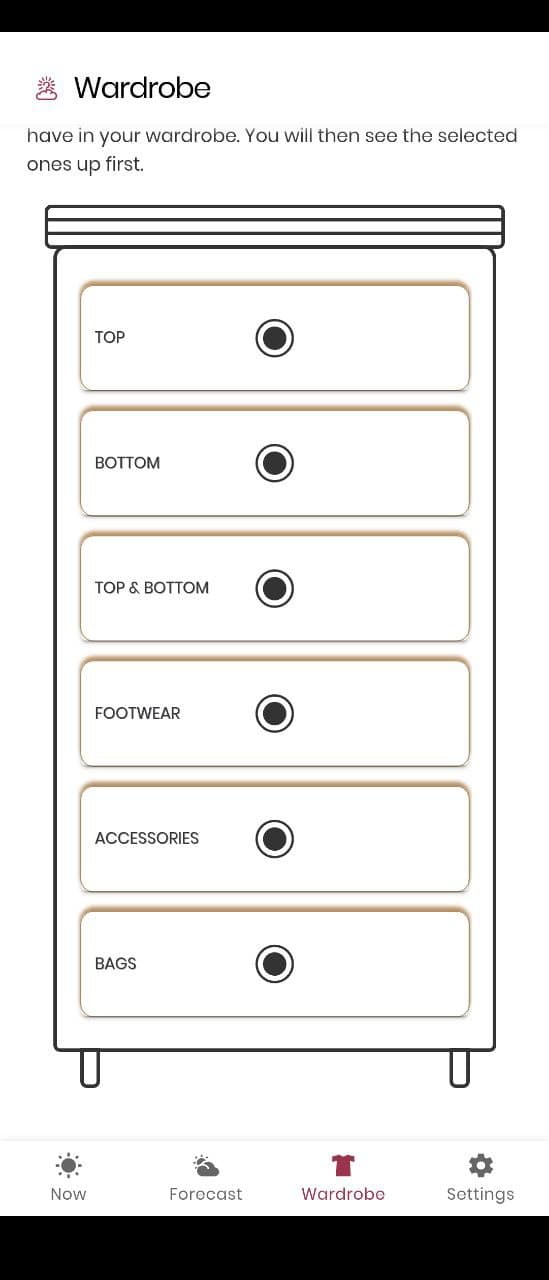 Wardrobe
have in your wardrobe. You will then see the selected
ones up first.
TOP
BOTTOM
TOP & BOTTOM
FOOTWEAR
ACCESSORIES
BAGS
Now
Forecast
Wardrobe
Settings